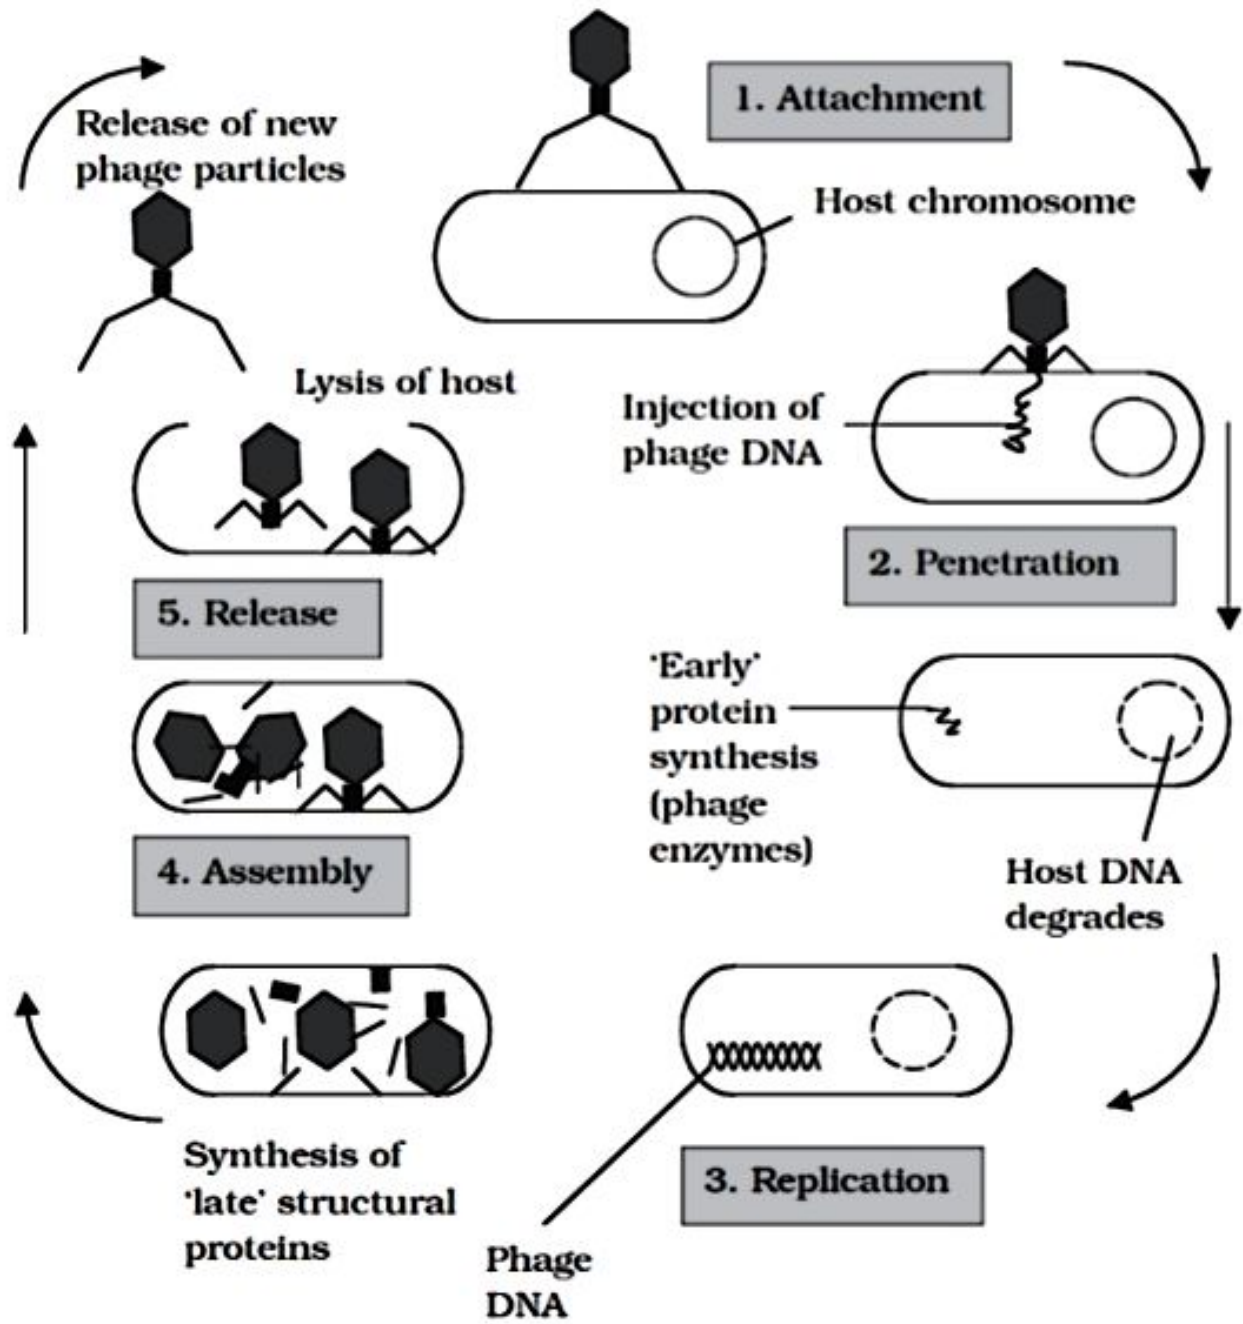 1. Attachment
Host chromosome
Injection of
phage DNA
2. Penetration
'Early'
protein
synthesis
(phage
enzymes)
Host DNA
degrades
3. Replication
Phage
DNA
Synthesis of
'late' structural
proteins
4. Assembly
5. Release
Lysis of host
Release of new
phage particles